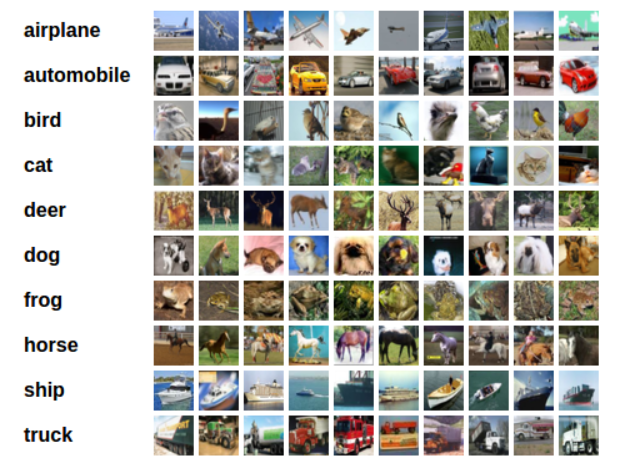 airplane
automobile
bird
cat
deer
dog
frog
horse
ship
truck